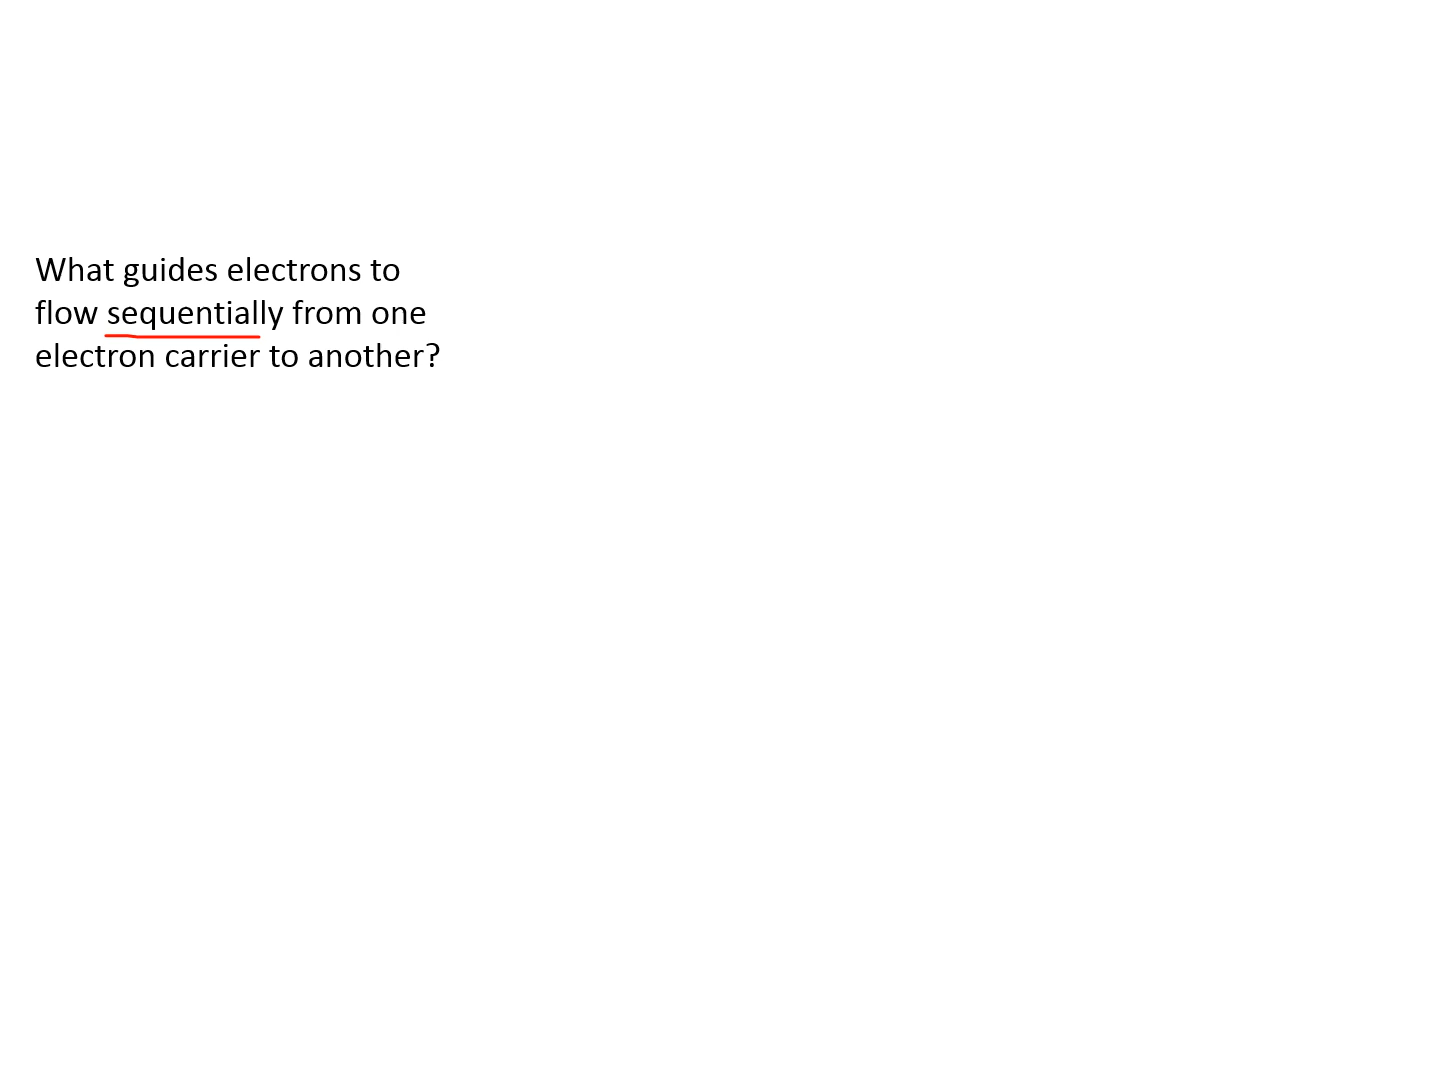 What guides electrons to
flow sequentially from one
electron carrier to another?